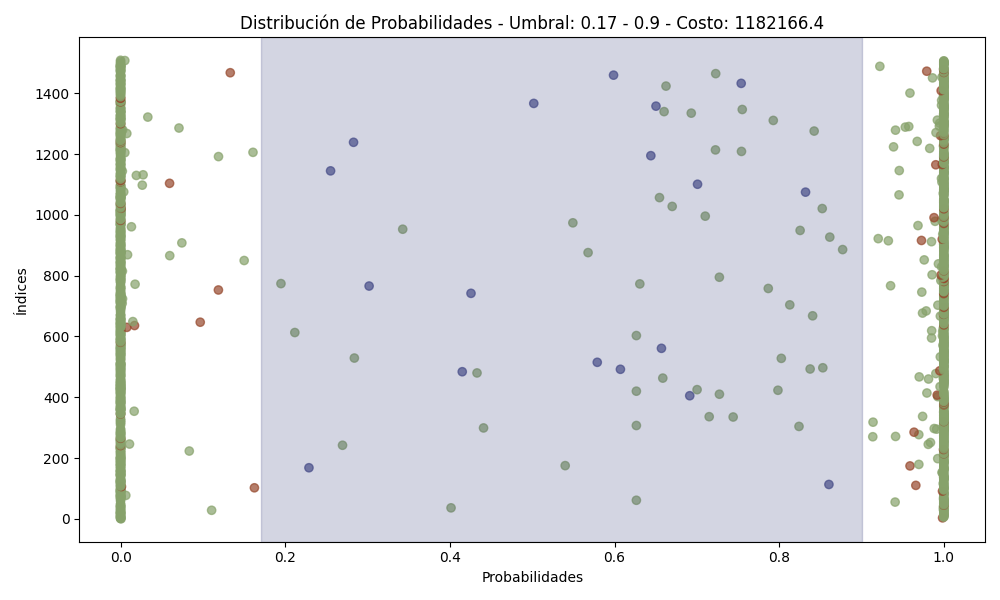 Distribución de Probabilidades - Umbral: 0.17 - 0.9 - Costo: 1182166.4
1400
1200
1000
800
600
400
200
0
Índices
0.0 0.2 0.4 0.6 0.8 1.0
Probabilidades